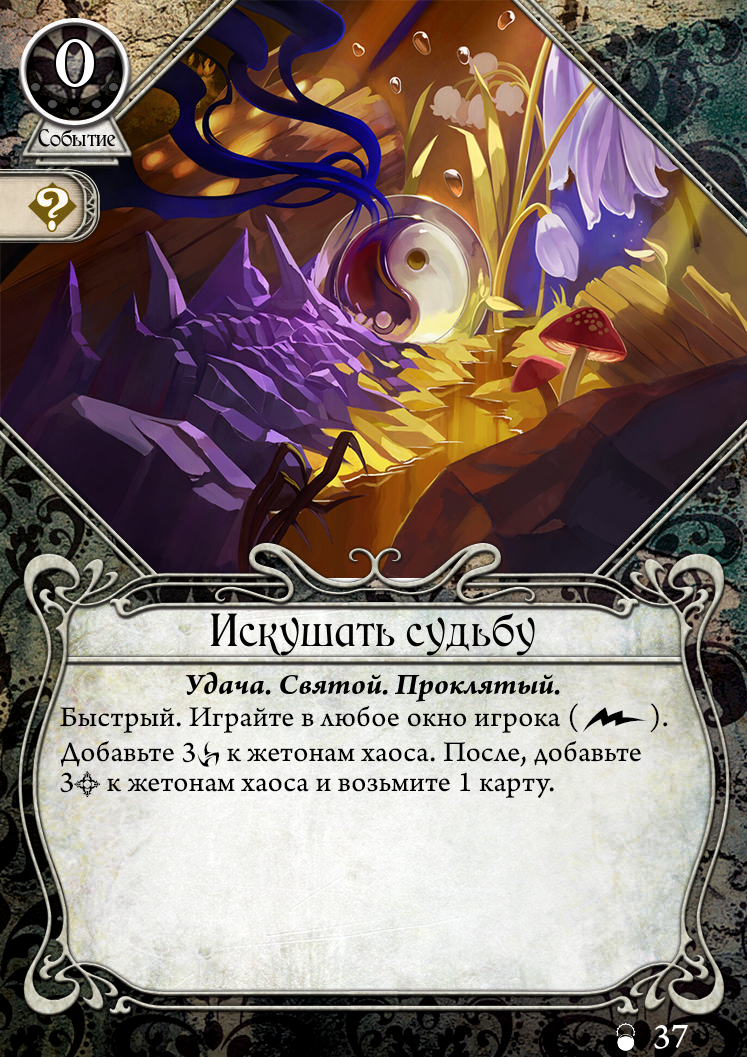 0
Событие
?
Искушать судьбу
Удача. Святой. Проклятый.
Быстрый. Играйте в любое окно игрока ( ).
Добавьте 3 к жетонам хаоса. После, добавьте
3 к жетонам хаоса и возьмите 1 карту.
37